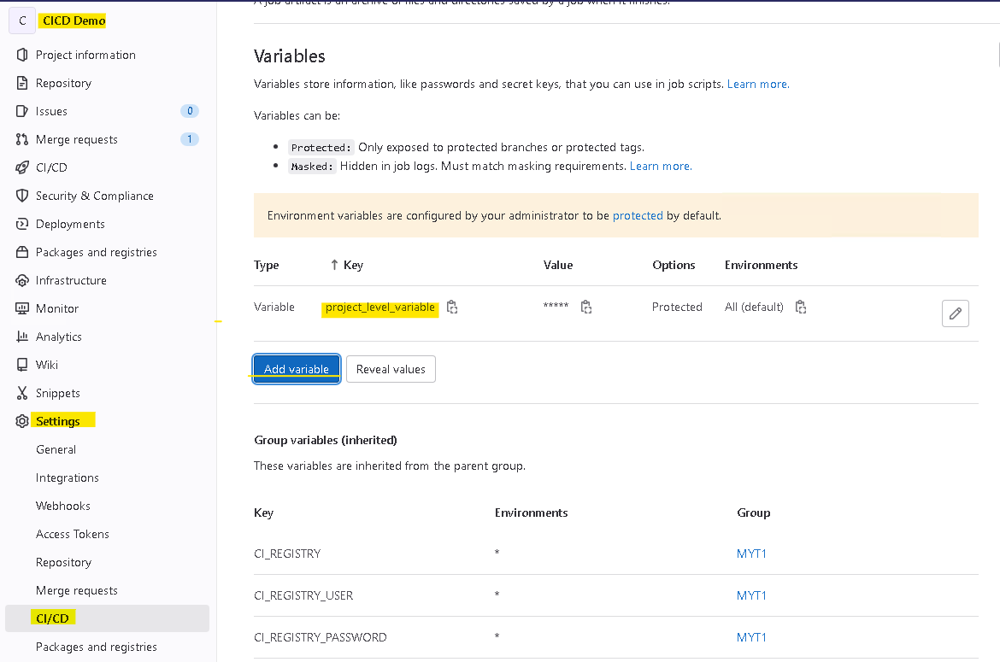 C CICD Demo
Project information
Repository
Issues 0
Merge requests 1
CI/CD
Security & Compliance
Deployments
Packages and registries
Infrastructure
Monitor
Analytics
Wiki
Snippets
Settings
General
Integrations
Webhooks
Access Tokens
Repository
Merge requests
CI/CD
Packages and registries
A job artifact is an archive of files and directories saved by a job when it finishes.
Variables
Variables store information, like passwords and secret keys, that you can use in job scripts. Learn more.
Variables can be:
• Protected: Only exposed to protected branches or protected tags.
• Masked: Hidden in job logs. Must match masking requirements. Learn more.
Environment variables are configured by your administrator to be protected by default.
Type ↑ Key Value Options Environments
Variable project_level_variable ***** Protected All (default)
Add variable Reveal values
Group variables (inherited)
These variables are inherited from the parent group.
Key Environments Group
CI_REGISTRY * MYT1
CI_REGISTRY_USER * MYT1
CI_REGISTRY_PASSWORD * MYT1